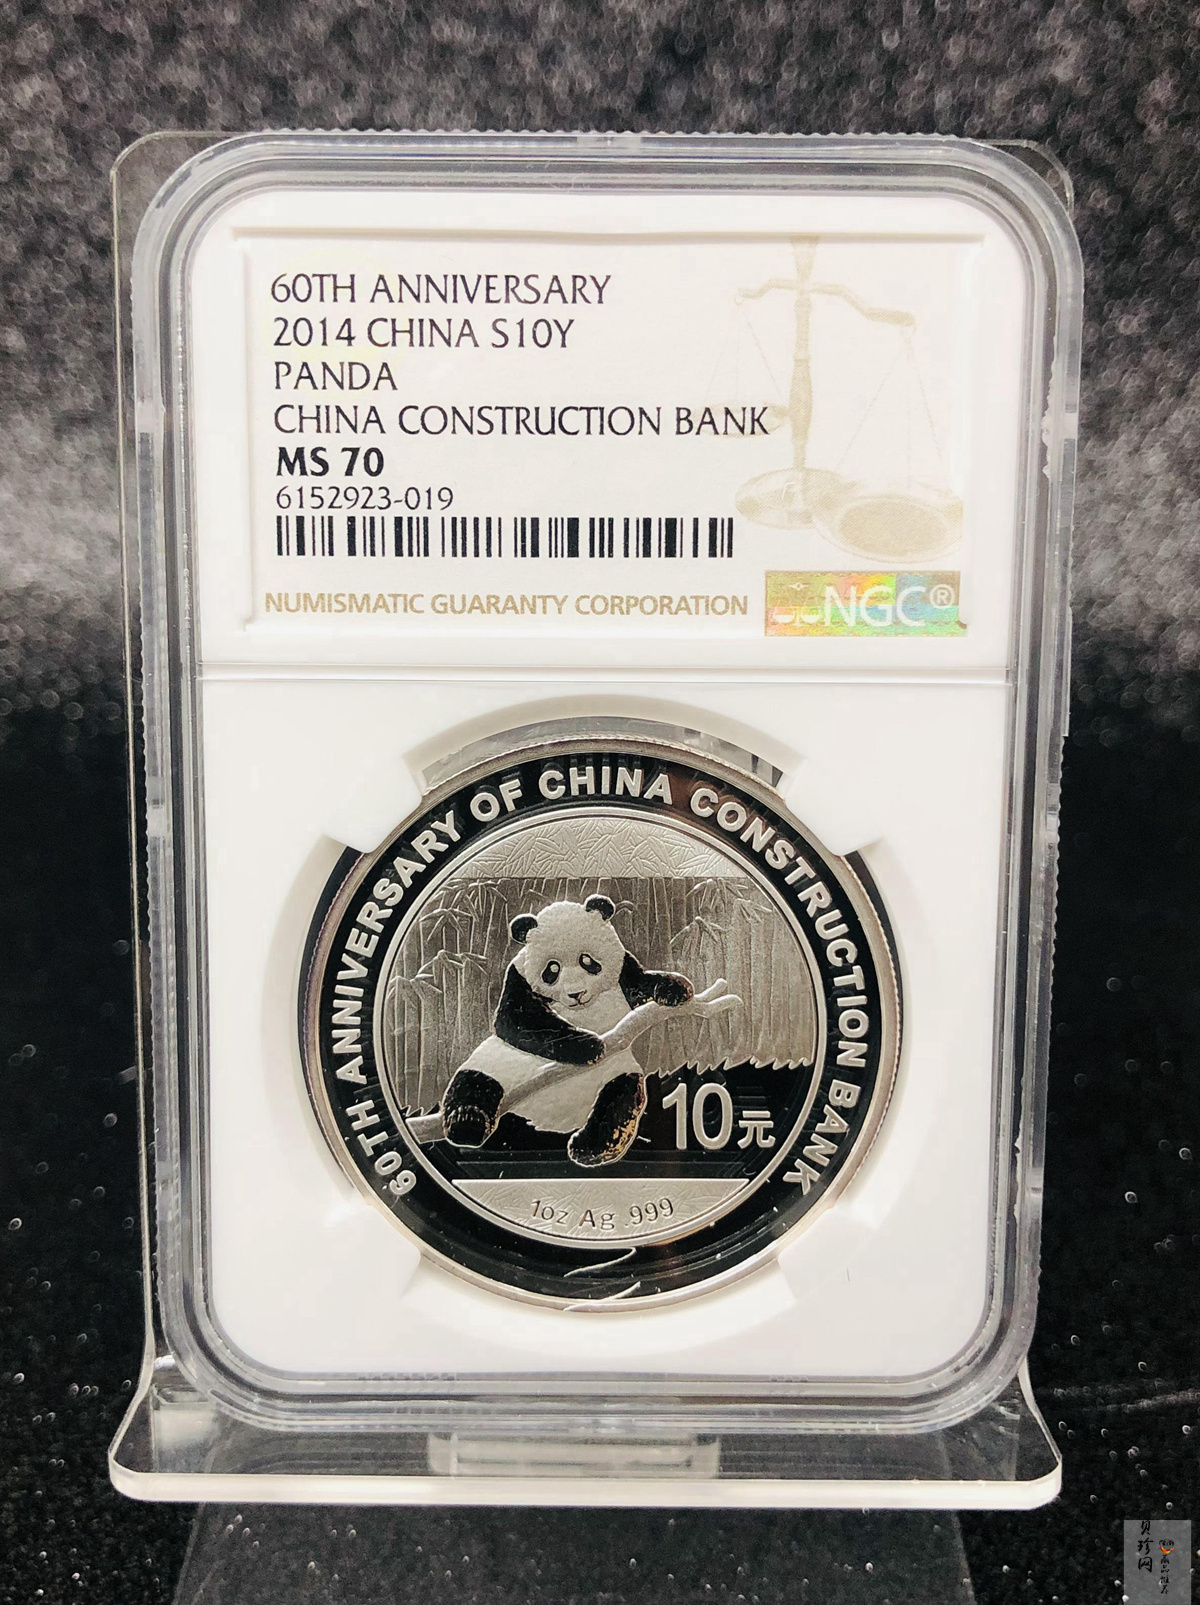 60TH ANNIVERSARY
2014 CHINA S10Y
PANDA
CHINA CONSTRUCTION BANK
MS 70
6152923-019
NUMISMATIC GUARANTY CORPORATION
NGC®
60TH ANNIVERSARY OF CHINA CONSTRUCTION BANK
10元
1oz Ag .999